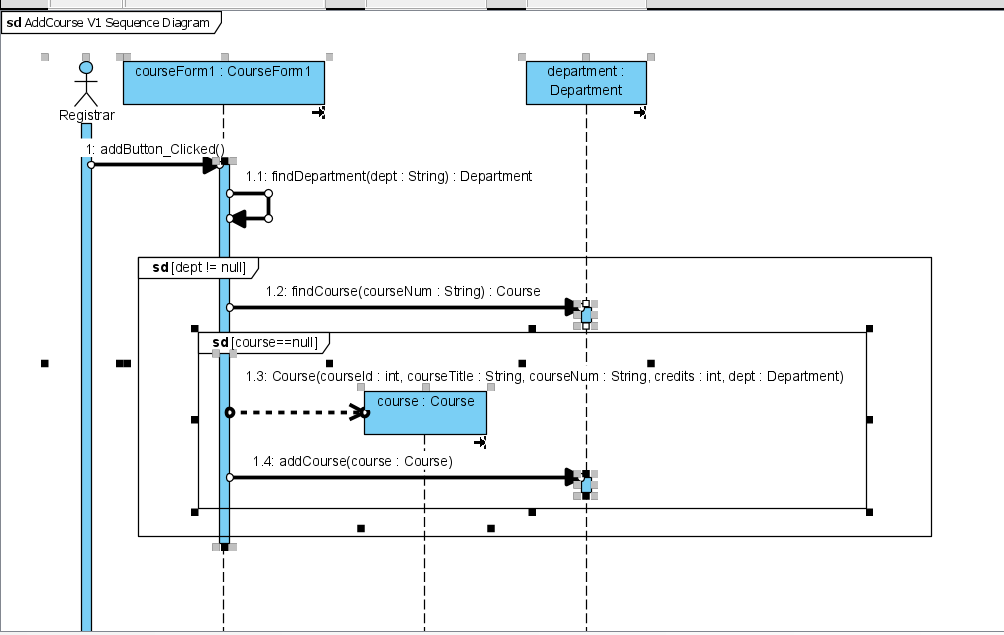 sd AddCourse V1 Sequence Diagram
courseForm1 : CourseForm1
department :
Department
Registrar
1: addButton_Clicked()
1.1: findDepartment(dept : String) : Department
sd [dept != null]
1.2: findCourse(courseNum : String) : Course
sd [course==null]
1.3: Course(courseId : int, courseTitle : String, courseNum : String, credits : int, dept : Department)
course : Course
1.4: addCourse(course : Course)